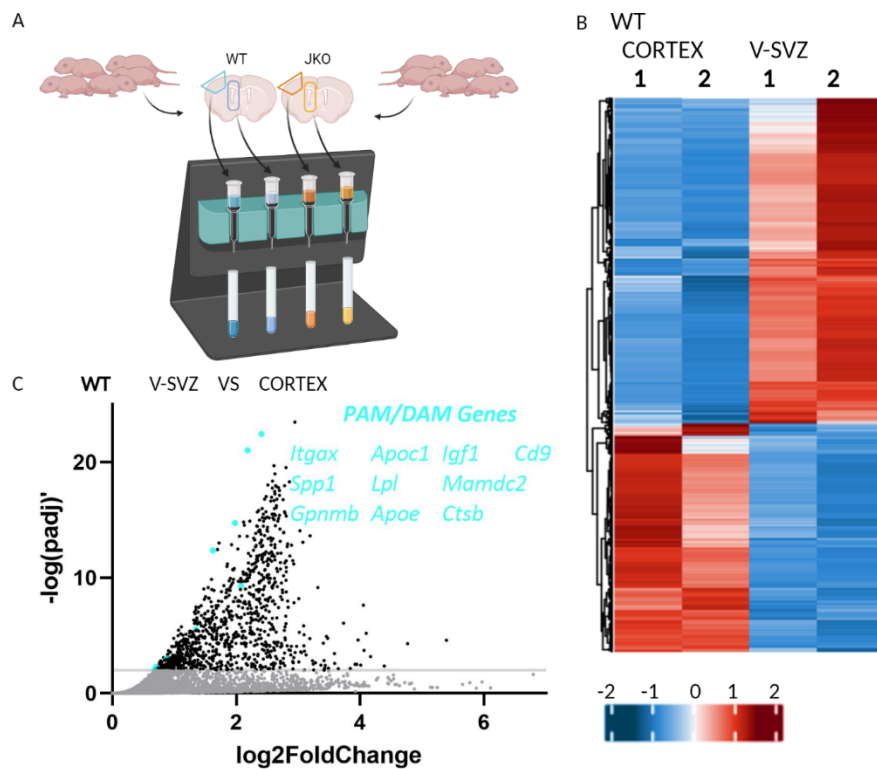 A
WT
JKO
B
WT
CORTEX V-SVZ
1 2 1 2
-2 -1 0 1 2
C
WT V-SVZ VS CORTEX
PAM/DAM Genes
Itgax Apoc1 Igf1 Cd9
Spp1 Lpl Mamdc2
Gpnmb Apoe Ctsb
-log(padj)'
20
10
0
0 2 4 6
log2FoldChange